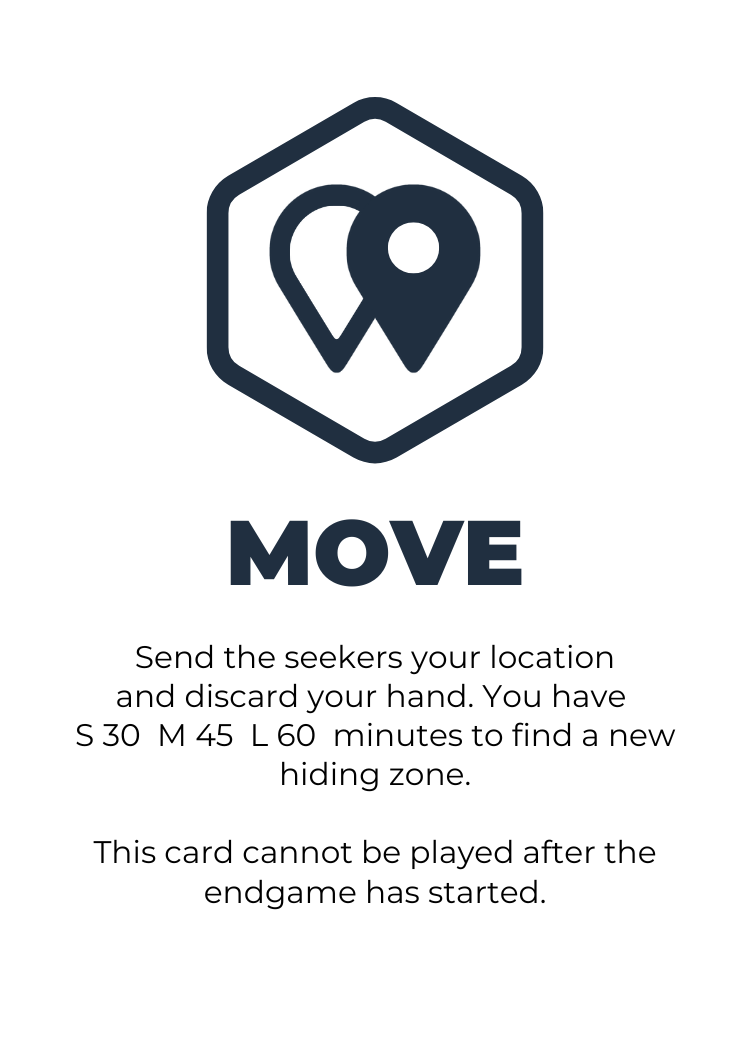 MOVE
Send the seekers your location
and discard your hand. You have
S 30  M 45  L 60  minutes to find a new
hiding zone.
This card cannot be played after the
endgame has started.